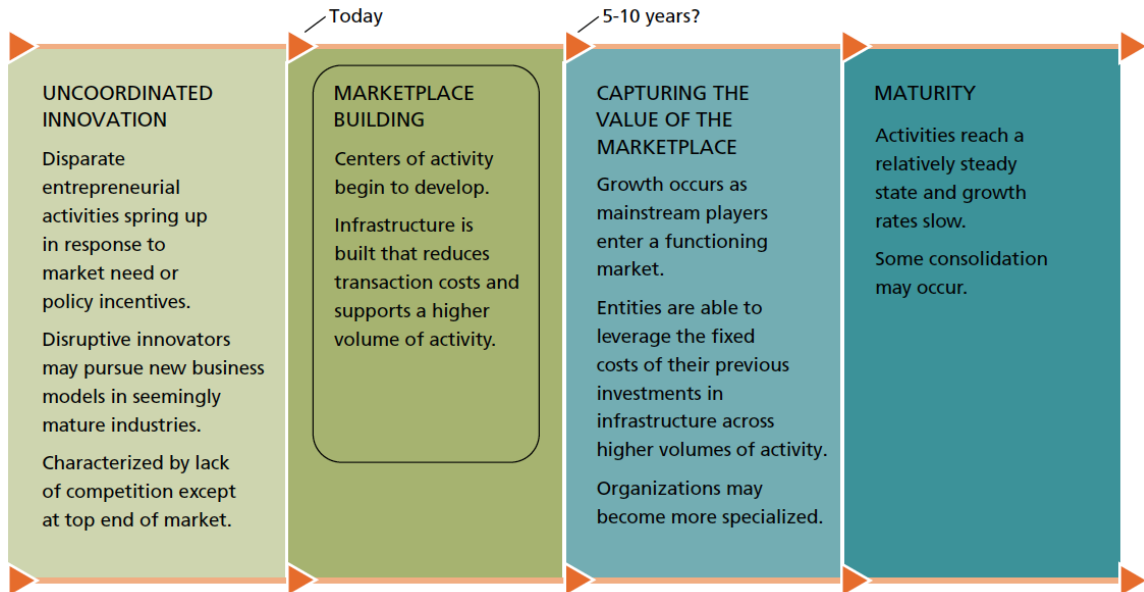 Today
5-10 years?
UNCOORDINATED
INNOVATION
Disparate
entrepreneurial
activities spring up
in response to
market need or
policy incentives.
Disruptive innovators
may pursue new business
models in seemingly
mature industries.
Characterized by lack
of competition except
at top end of market.
MARKETPLACE
BUILDING
Centers of activity
begin to develop.
Infrastructure is
built that reduces
transaction costs and
supports a higher
volume of activity.
CAPTURING THE
VALUE OF THE
MARKETPLACE
Growth occurs as
mainstream players
enter a functioning
market.
Entities are able to
leverage the fixed
costs of their previous
investments in
infrastructure across
higher volumes of activity.
Organizations may
become more specialized.
MATURITY
Activities reach a
relatively steady
state and growth
rates slow.
Some consolidation
may occur.